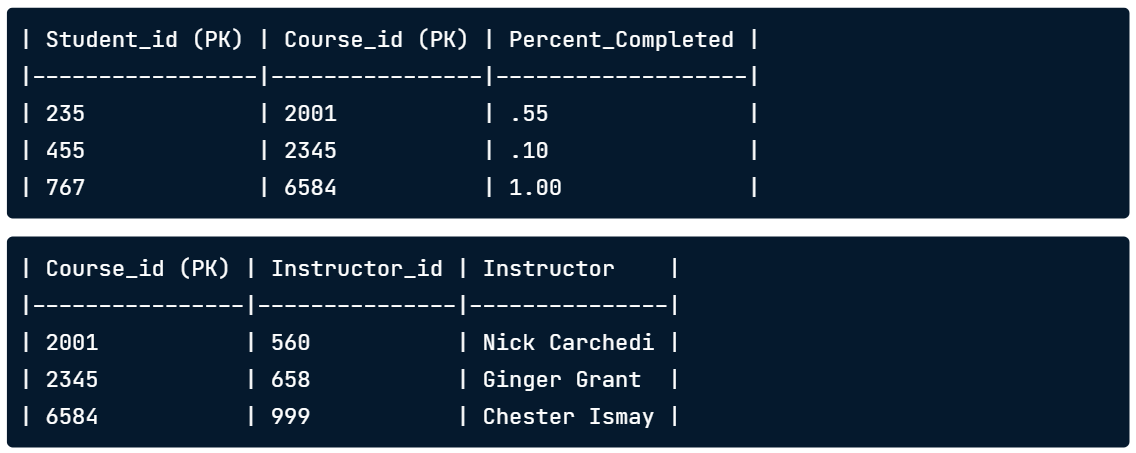 | Student_id (PK) | Course_id (PK) | Percent_Completed |
|-----------------|----------------|-------------------|
| 235             | 2001           | .55               |
| 455             | 2345           | .10               |
| 767             | 6584           | 1.00              |
| Course_id (PK) | Instructor_id | Instructor    |
|----------------|---------------|---------------|
| 2001           | 560           | Nick Carchedi |
| 2345           | 658           | Ginger Grant  |
| 6584           | 999           | Chester Ismay |